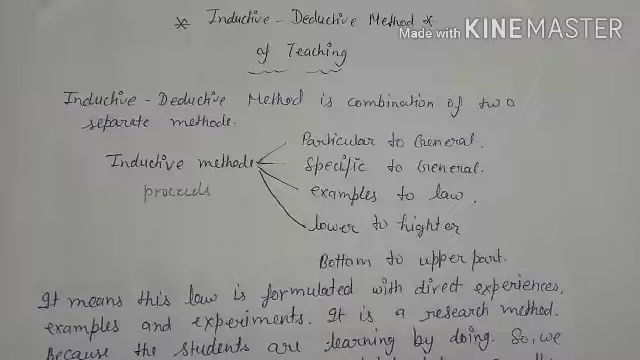 * Inductive - Deductive Method *
Made with KINEMASTER
of Teaching
Inductive - Deductive Method is combination of two
separate methods.
Particular to General.
Inductive methods
Specific to General.
proceeds
examples to law.
lower to highter
Bottom to upper part.
It means this law is formulated with direct experiences,
examples and experiments. It is a research method.
Because the students are learning by doing. So, we